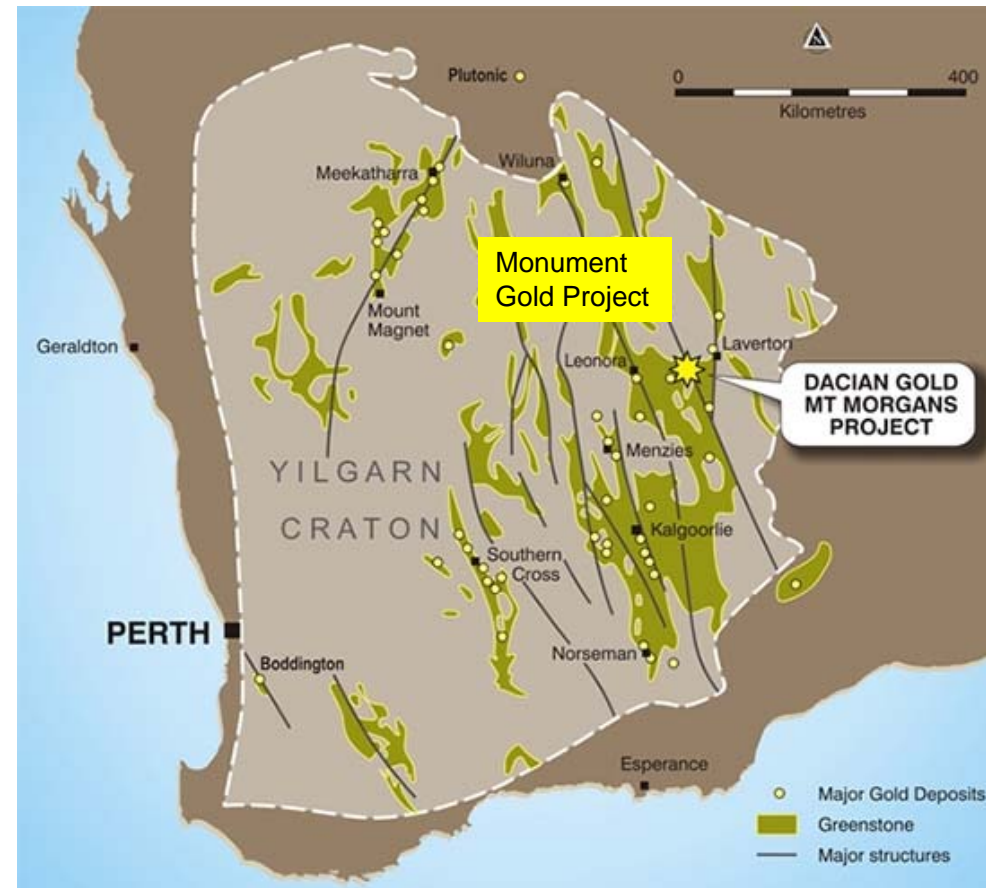 Plutonic
0 400
Kilometres
Meekatharra
Wiluna
Monument
Gold Project
Mount
Magnet
Geraldton
Leonora
Laverton
DACIAN GOLD
MT MORGANS
PROJECT
Menzies
YILGARN
CRATON
Kalgoorlie
Southern
Cross
PERTH
Norseman
Boddington
Esperance
Major Gold Deposits
Greenstone
Major structures